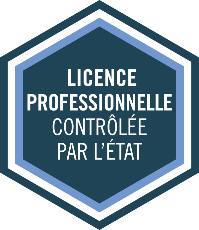 LICENCE
PROFESSIONNELLE
CONTRÔLÉE
PAR L'ÉTAT